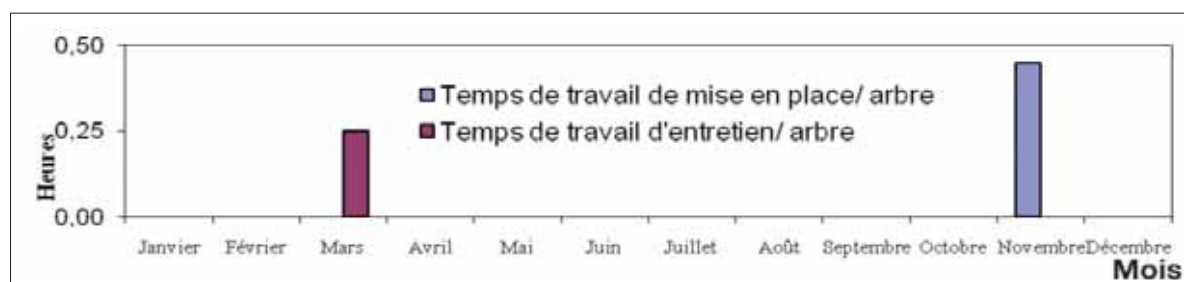 0,50
Temps de travail de mise en place/ arbre
0,25
Temps de travail d'entretien/ arbre
Heures
0,00
Janvier Février Mars Avril Mai Juin Juillet Août Septembre Octobre Novembre Décembre
Mois